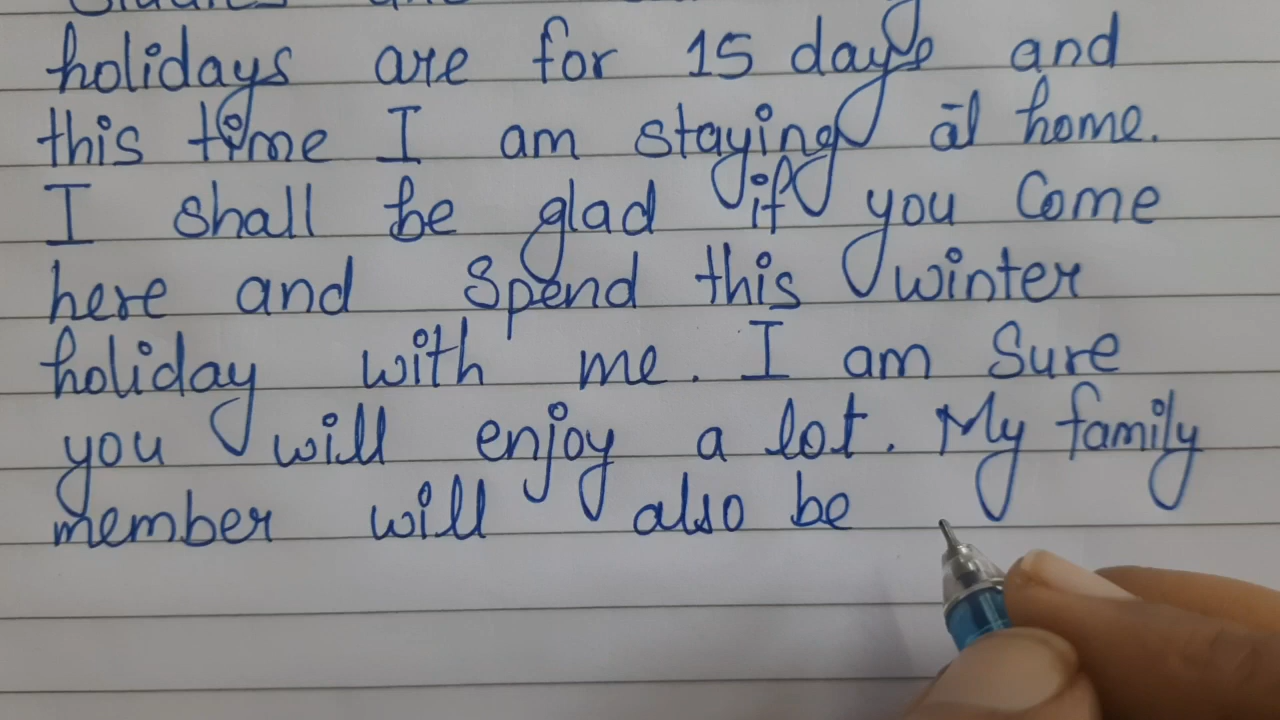 holidays are for 15 days and
this time I am staying at home.
I shall be glad if you Come
here and Spend this winter
holiday with me. I am Sure
you will enjoy a lot. My family
member will also be